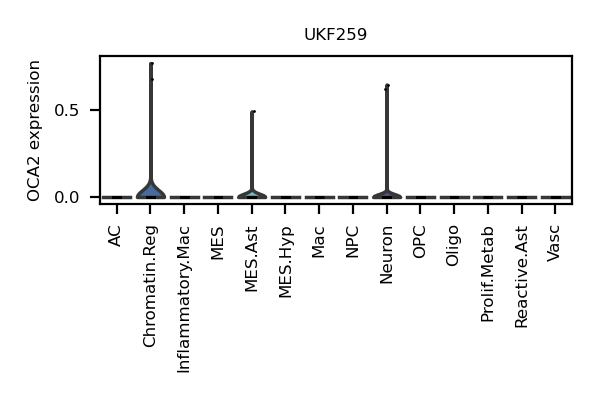 UKF259
OCA2 expression
0.5
0.0
AC
Chromatin.Reg
Inflammatory.Mac
MES
MES.Ast
MES.Hyp
Mac
NPC
Neuron
OPC
Oligo
Prolif.Metab
Reactive.Ast
Vasc